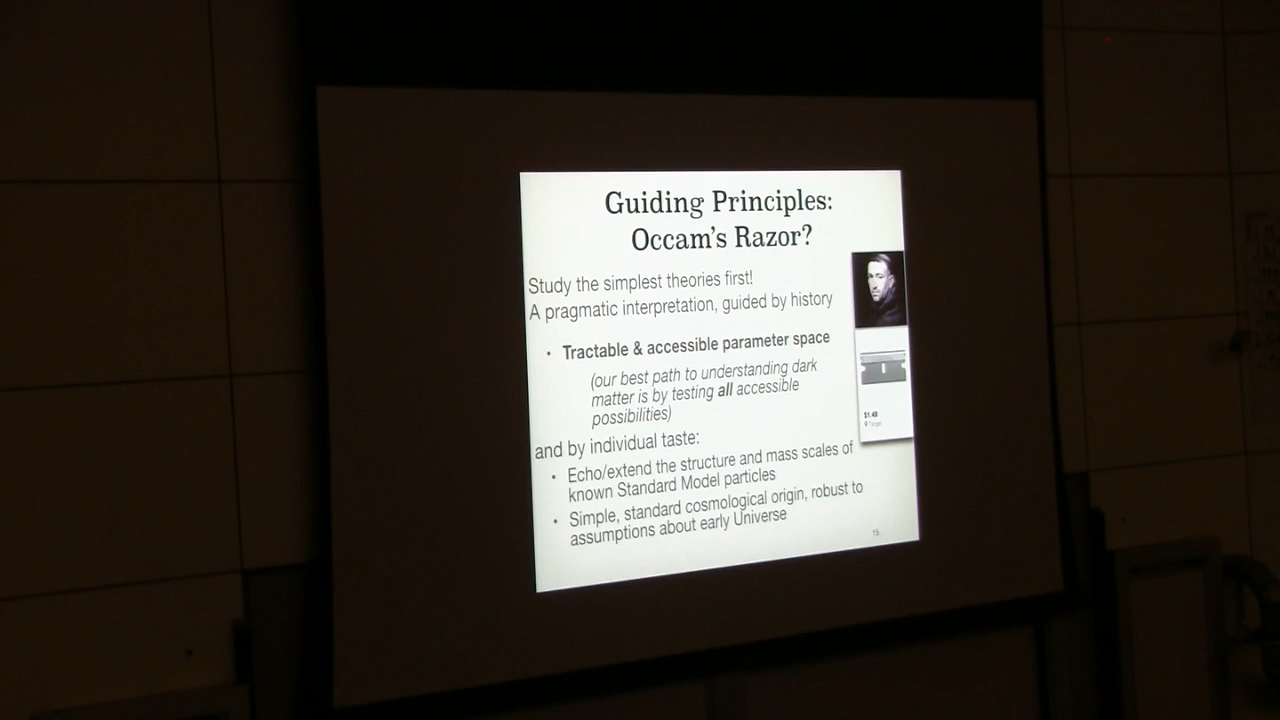 Guiding Principles:
Occam's Razor?
Study the simplest theories first!
A pragmatic interpretation, guided by history
• Tractable & accessible parameter space
(our best path to understanding dark
matter is by testing all accessible
possibilities)
and by individual taste:
• Echo/extend the structure and mass scales of
known Standard Model particles
• Simple, standard cosmological origin, robust to
assumptions about early Universe
$1.49
Target
15